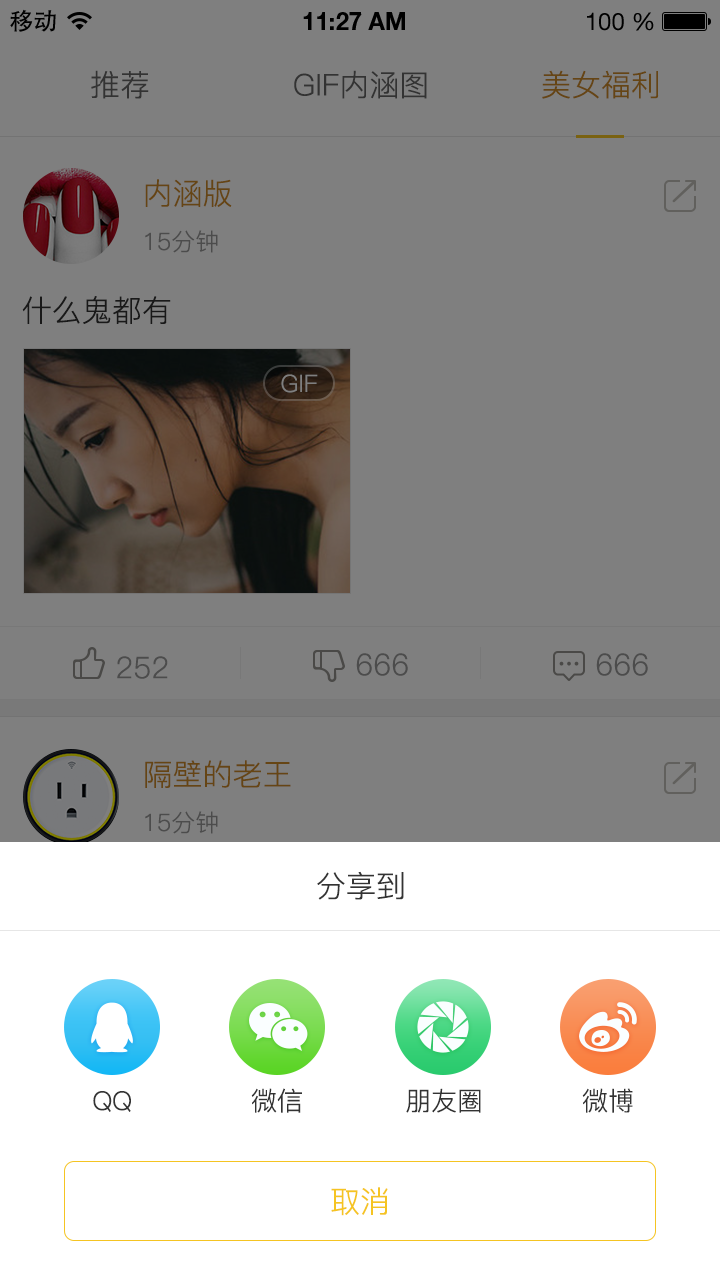 移动 11:27 AM 100 %
推荐 GIF内涵图 美女福利
内涵版
15分钟
什么鬼都有
GIF
252 666 666
隔壁的老王
15分钟
分享到
QQ 微信 朋友圈 微博
取消